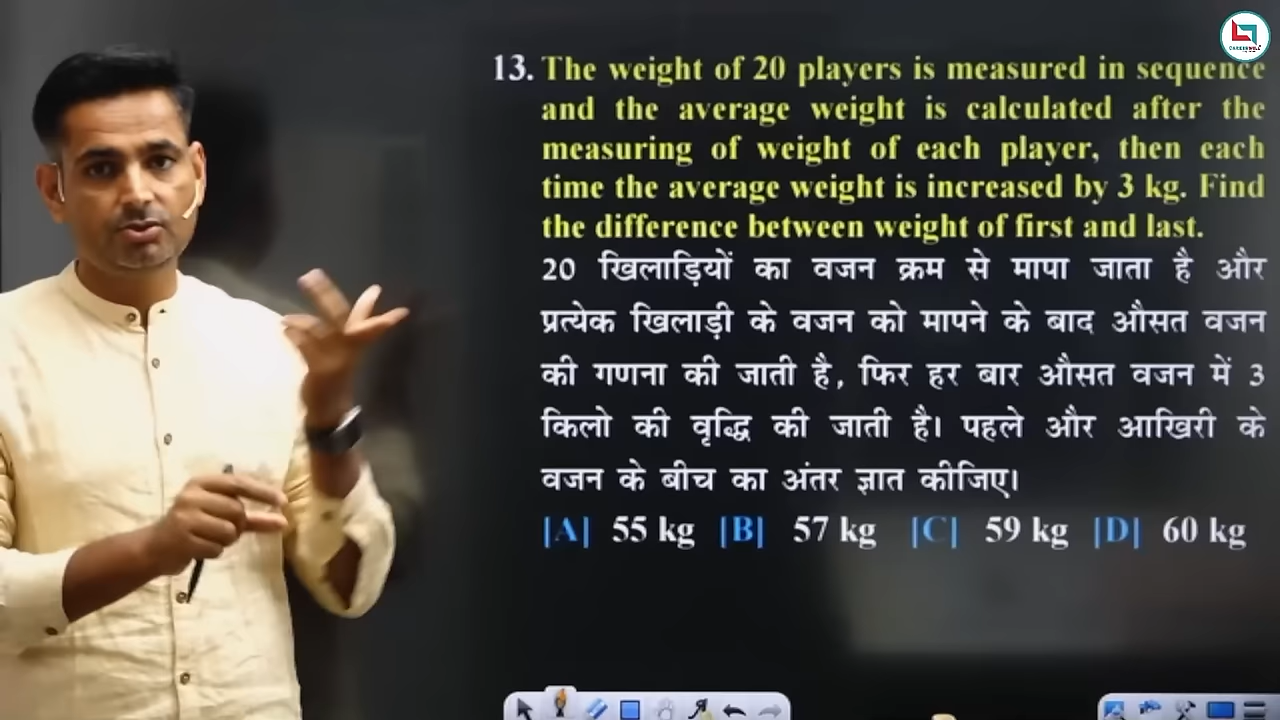 13. The weight of 20 players is measured in sequence
and the average weight is calculated after the
measuring of weight of each player, then each
time the average weight is increased by 3 kg. Find
the difference between weight of first and last.
20 खिलाड़ियों का वजन क्रम से मापा जाता है और
प्रत्येक खिलाड़ी के वजन को मापने के बाद औसत वजन
की गणना की जाती है, फिर हर बार औसत वजन में 3
किलो की वृद्धि की जाती है। पहले और आखिरी के
वजन के बीच का अंतर ज्ञात कीजिए।
[A] 55 kg [B] 57 kg [C] 59 kg [D] 60 kg